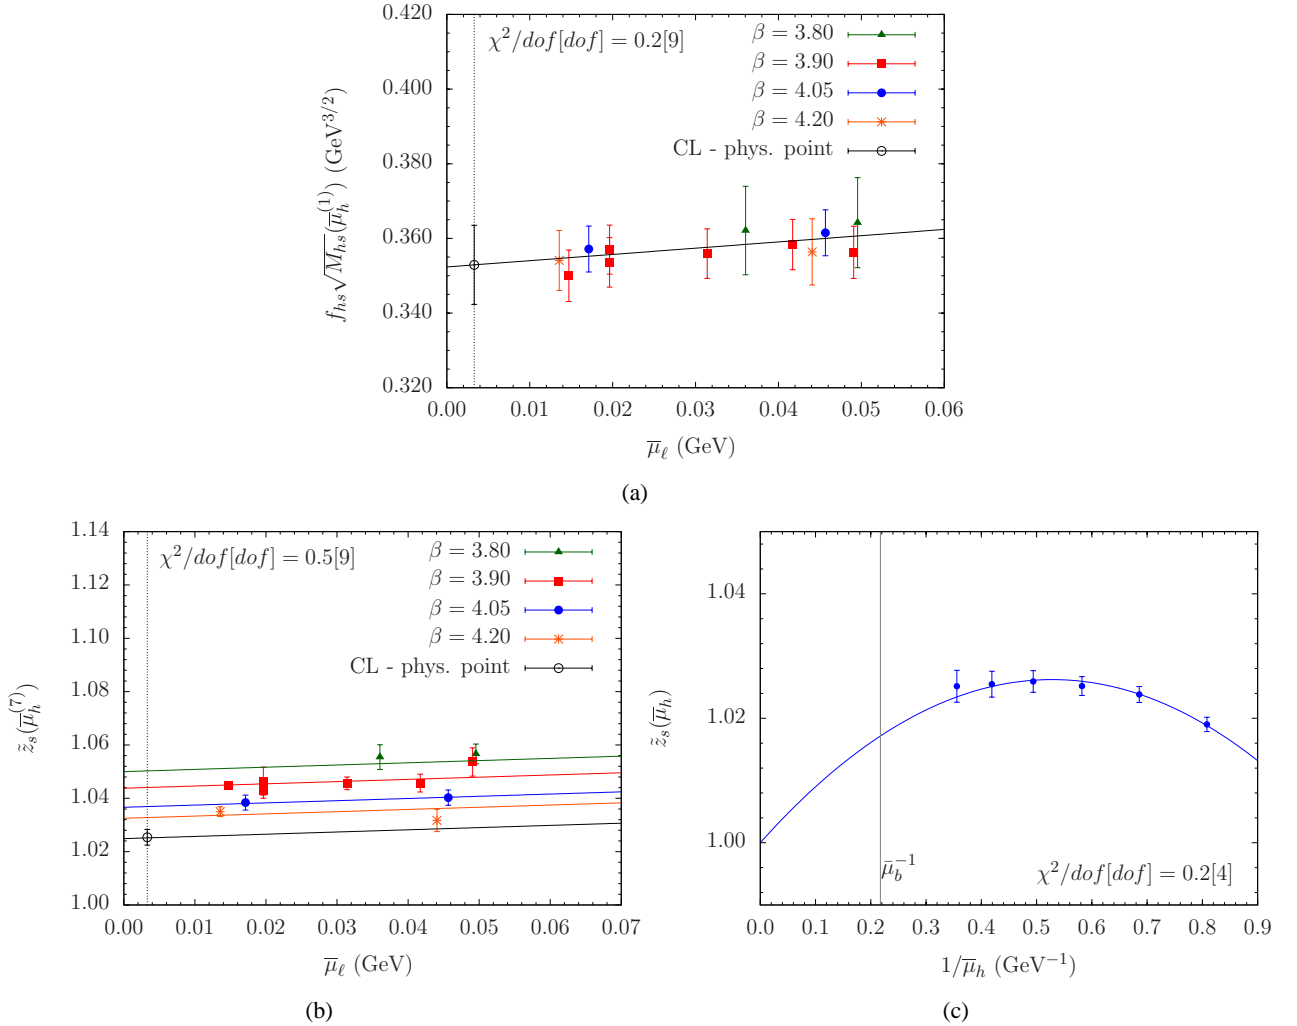 0.420
0.400
0.380
0.360
0.340
0.320
0.00 0.01 0.02 0.03 0.04 0.05 0.06
f_{hs}√M_{hs}(μ̅_h^{(1)}) (GeV^{3/2})
μ̅_ℓ (GeV)
χ²/dof[dof] = 0.2[9]
β = 3.80
β = 3.90
β = 4.05
β = 4.20
CL - phys. point
(a)
1.14
1.12
1.10
1.08
1.06
1.04
1.02
1.00
0.00 0.01 0.02 0.03 0.04 0.05 0.06 0.07
z̃_s(μ̅_h^{(7)})
μ̅_ℓ (GeV)
χ²/dof[dof] = 0.5[9]
β = 3.80
β = 3.90
β = 4.05
β = 4.20
CL - phys. point
(b)
1.04
1.02
1.00
0.0 0.1 0.2 0.3 0.4 0.5 0.6 0.7 0.8 0.9
z̃_s(μ̅_h)
1/μ̅_h (GeV⁻¹)
μ̅_b⁻¹
χ²/dof[dof] = 0.2[4]
(c)